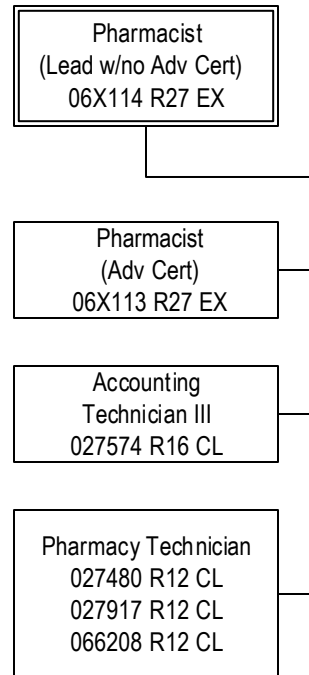 Pharmacist
(Lead w/no Adv Cert)
06X114 R27 EX
Pharmacist
(Adv Cert)
06X113 R27 EX
Accounting
Technician III
027574 R16 CL
Pharmacy Technician
027480 R12 CL
027917 R12 CL
066208 R12 CL